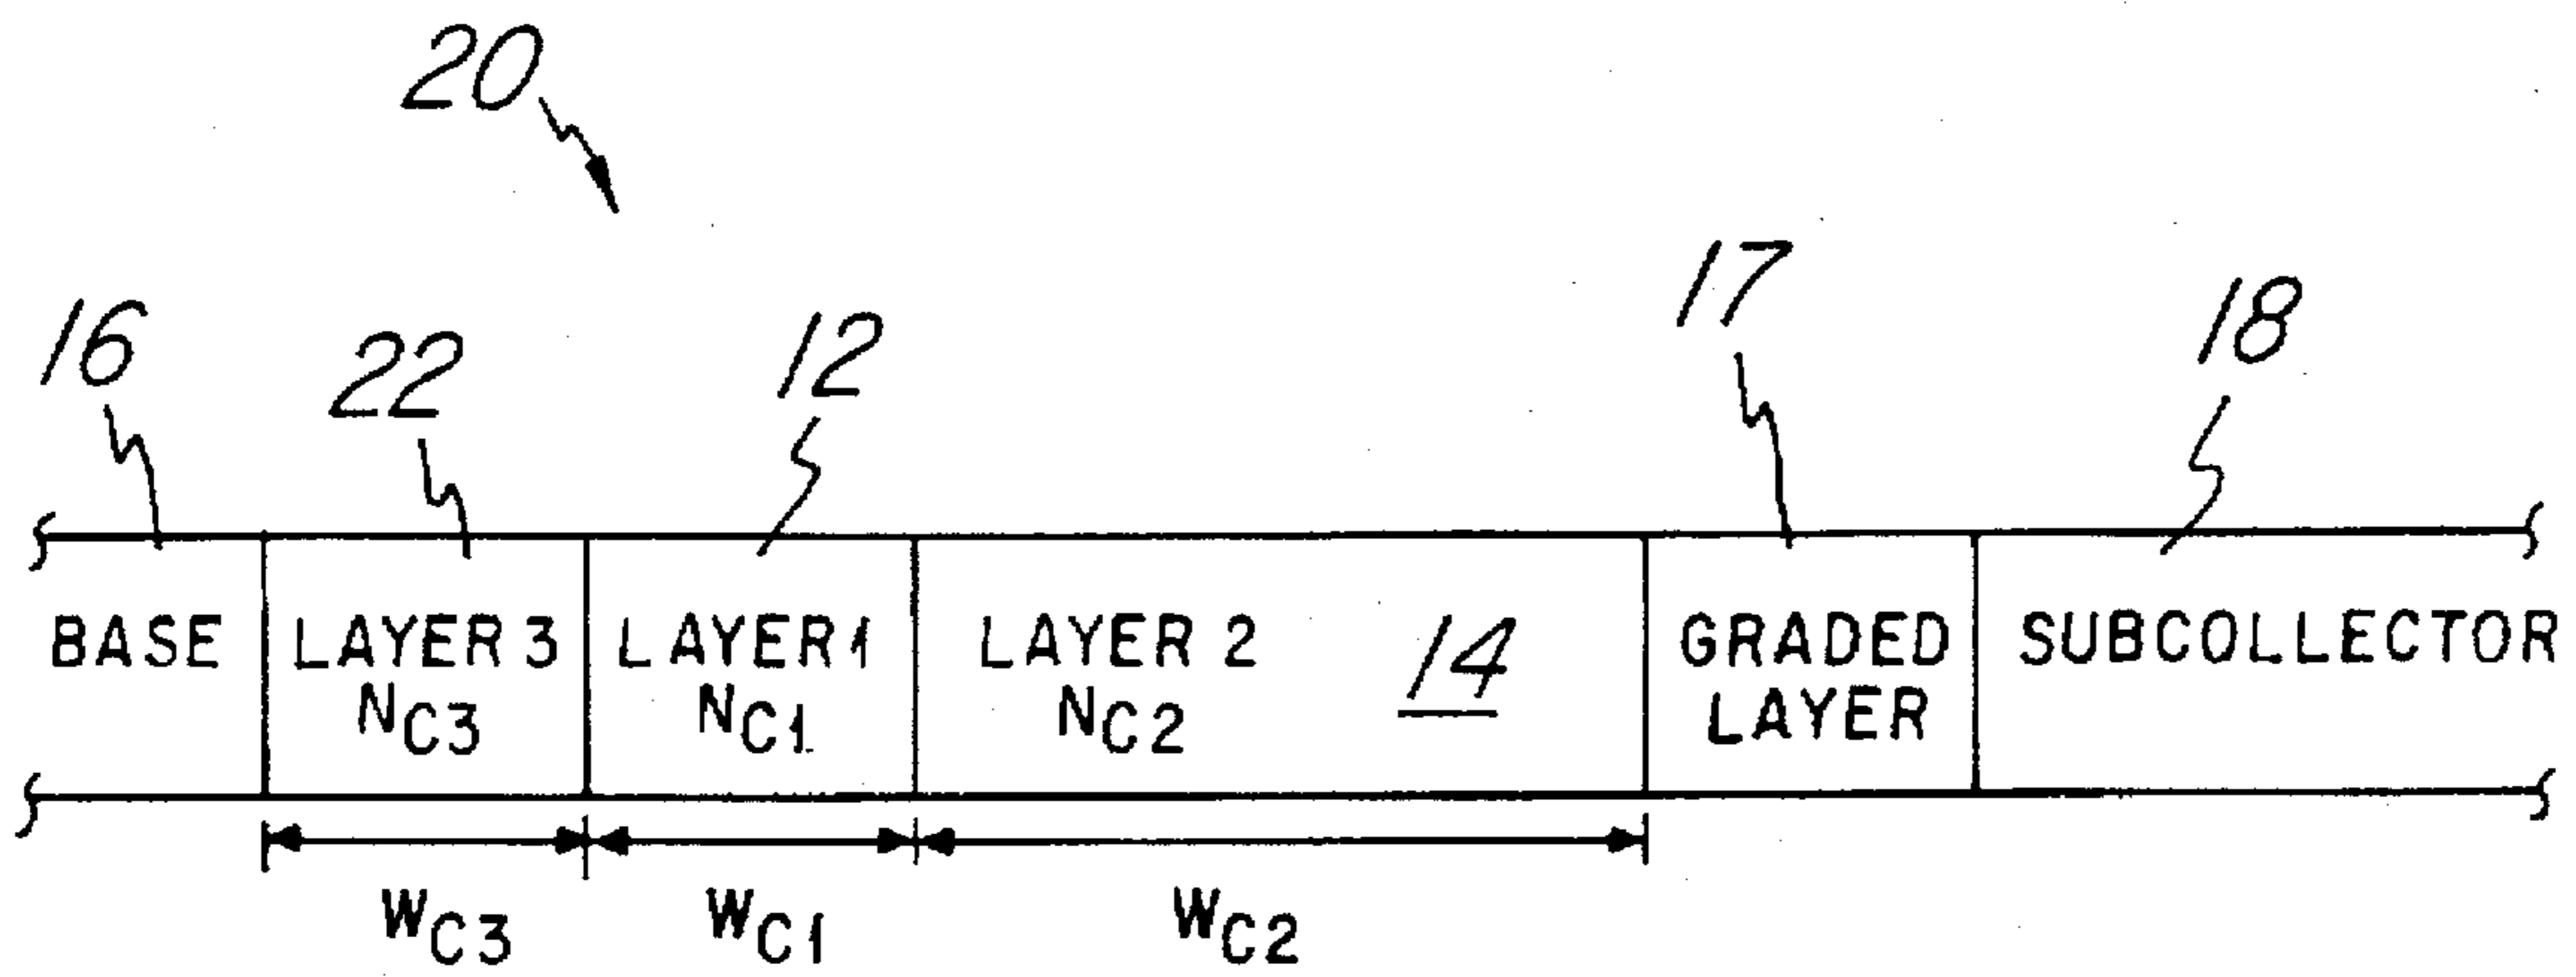 20
16
22
12
17
18
BASE
LAYER 3
NC3
LAYER 1
NC1
LAYER 2
NC2
14
GRADED
LAYER
SUBCOLLECTOR
WC3
WC1
WC2